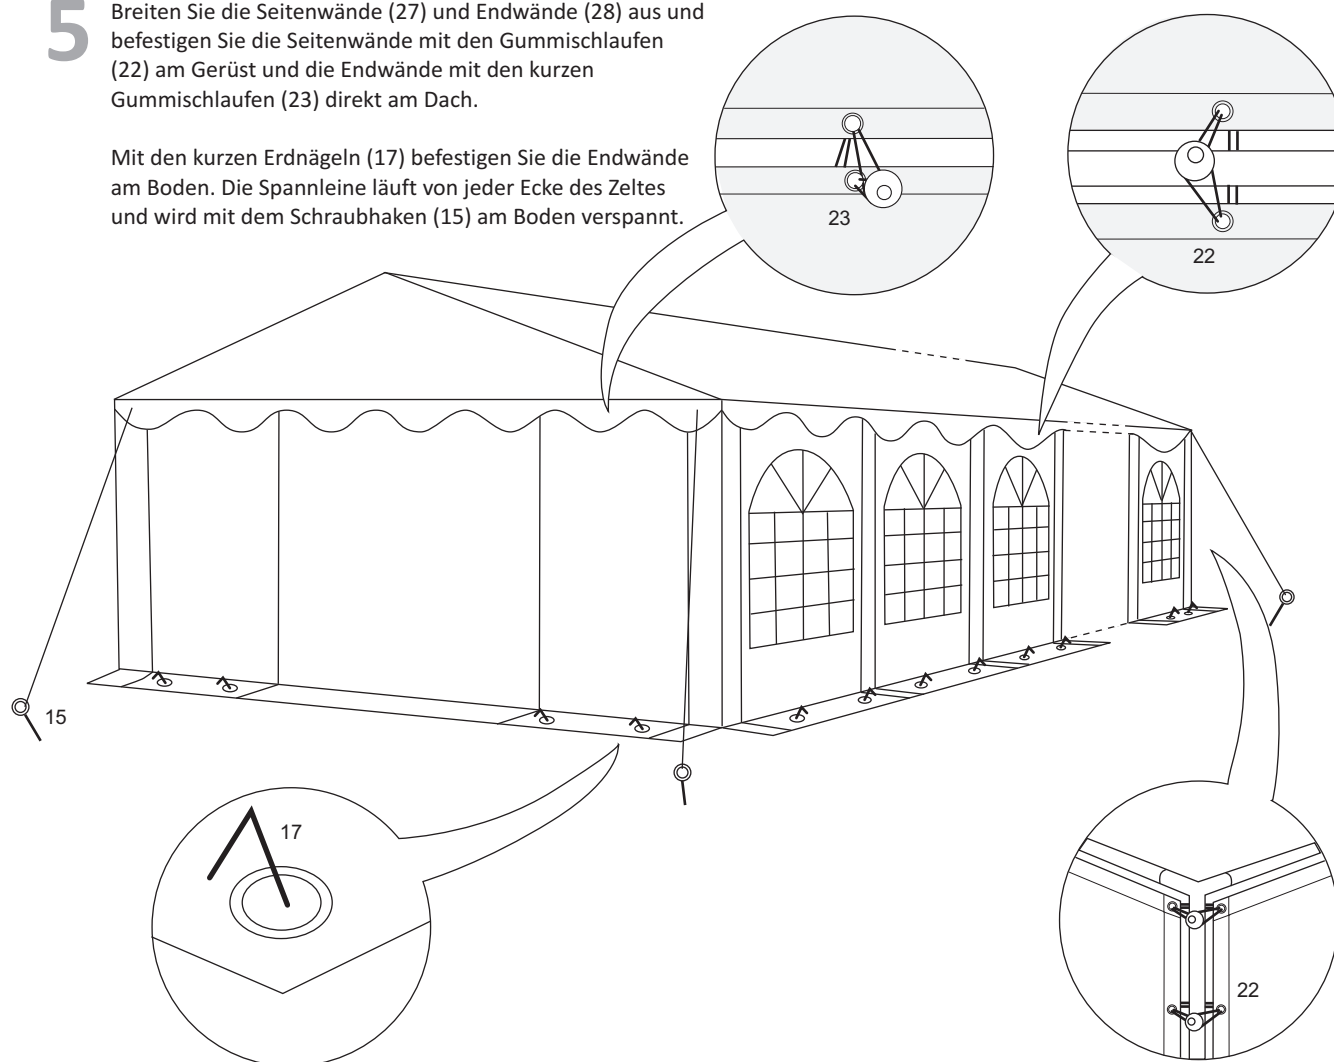 5
Breiten Sie die Seitenwände (27) und Endwände (28) aus und
befestigen Sie die Seitenwände mit den Gummischlaufen
(22) am Gerüst und die Endwände mit den kurzen
Gummischlaufen (23) direkt am Dach.
Mit den kurzen Erdnägeln (17) befestigen Sie die Endwände
am Boden. Die Spannleine läuft von jeder Ecke des Zeltes
und wird mit dem Schraubhaken (15) am Boden verspannt.
23
22
15
17
22